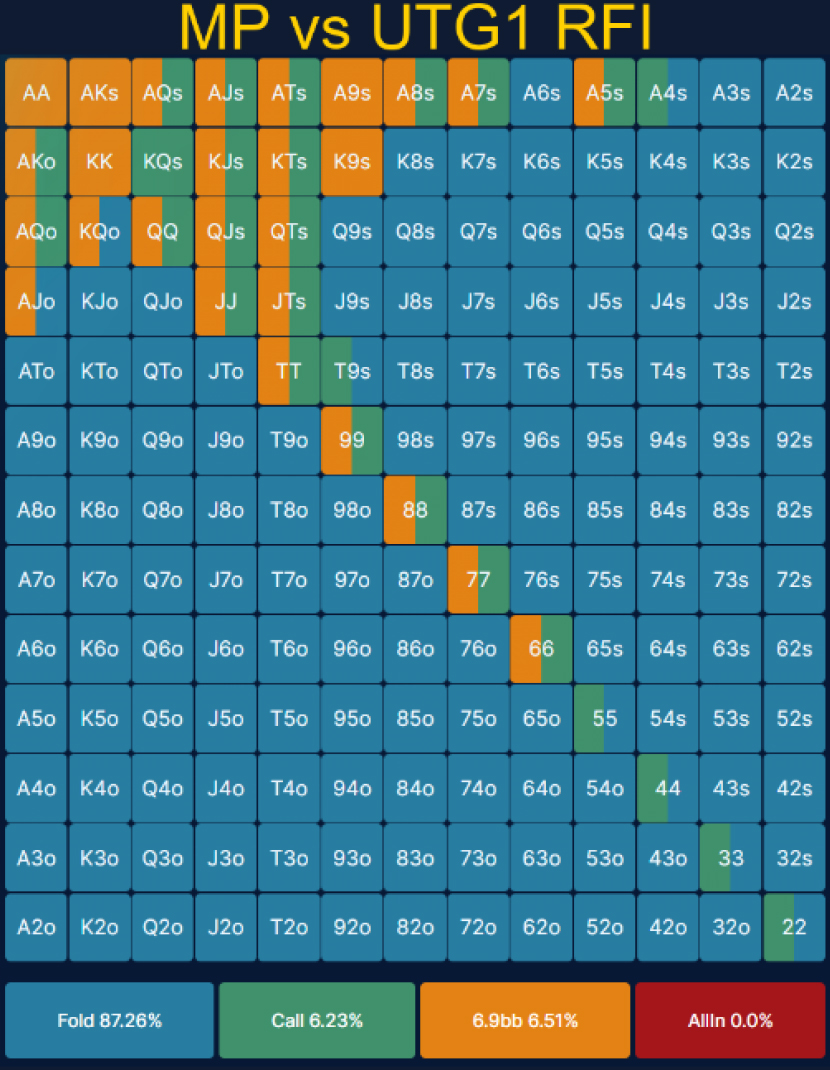 MP vs UTG1 RFI
AA AKs AQs AJs ATs A9s A8s A7s A6s A5s A4s A3s A2s
AKo KK KQs KJs KTs K9s K8s K7s K6s K5s K4s K3s K2s
AQo KQo QQ QJs QTs Q9s Q8s Q7s Q6s Q5s Q4s Q3s Q2s
AJo KJo QJo JJ JTs J9s J8s J7s J6s J5s J4s J3s J2s
ATo KTo QTo JTo TT T9s T8s T7s T6s T5s T4s T3s T2s
A9o K9o Q9o J9o T9o 99 98s 97s 96s 95s 94s 93s 92s
A8o K8o Q8o J8o T8o 98o 88 87s 86s 85s 84s 83s 82s
A7o K7o Q7o J7o T7o 97o 87o 77 76s 75s 74s 73s 72s
A6o K6o Q6o J6o T6o 96o 86o 76o 66 65s 64s 63s 62s
A5o K5o Q5o J5o T5o 95o 85o 75o 65o 55 54s 53s 52s
A4o K4o Q4o J4o T4o 94o 84o 74o 64o 54o 44 43s 42s
A3o K3o Q3o J3o T3o 93o 83o 73o 63o 53o 43o 33 32s
A2o K2o Q2o J2o T2o 92o 82o 72o 62o 52o 42o 32o 22
Fold 87.26% Call 6.23% 6.9bb 6.51% AllIn 0.0%